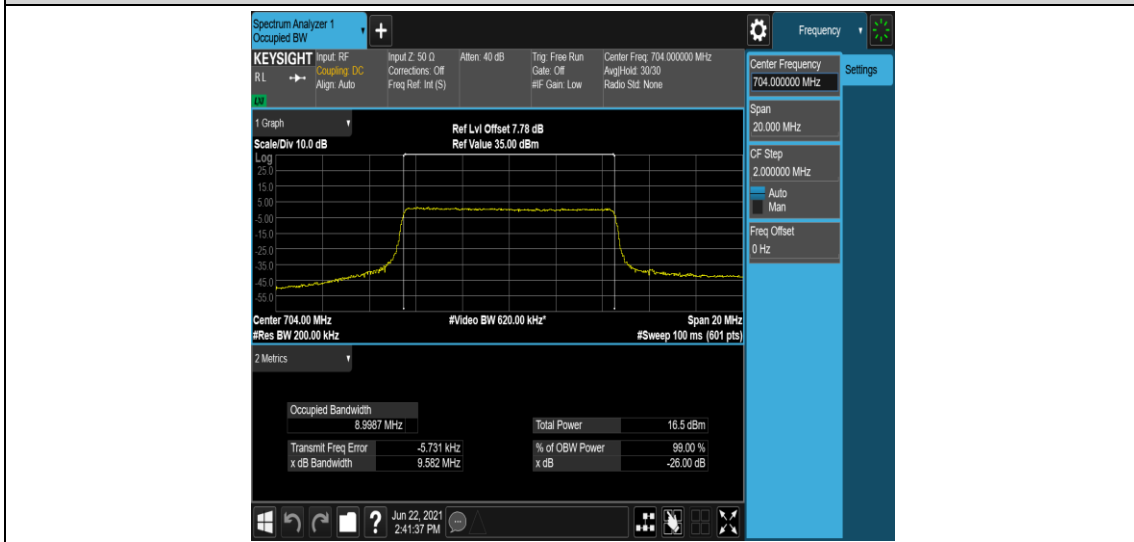 Spectrum Analyzer 1
Occupied BW
+
Frequency
KEYSIGHT
RL
LXI
Input: RF
Coupling: DC
Align: Auto
Input Z: 50 Ω
Corrections: Off
Freq Ref: Int (S)
Atten: 40 dB
Trig: Free Run
Gate: Off
#IF Gain: Low
Center Freq: 704.000000 MHz
Avg|Hold: 30/30
Radio Std: None
Center Frequency
704.000000 MHz
Settings
Span
20.000 MHz
CF Step
2.000000 MHz
Auto
Man
Freq Offset
0 Hz
1 Graph
Scale/Div 10.0 dB
Ref Lvl Offset 7.78 dB
Ref Value 35.00 dBm
Log
25.0
15.0
5.00
-5.00
-15.0
-25.0
-35.0
-45.0
-55.0
Center 704.00 MHz
#Video BW 620.00 kHz*
Span 20 MHz
#Res BW 200.00 kHz
#Sweep 100 ms (601 pts)
2 Metrics
Occupied Bandwidth
8.9987 MHz
Total Power 16.5 dBm
Transmit Freq Error -5.731 kHz
% of OBW Power 99.00 %
x dB Bandwidth 9.582 MHz
x dB -26.00 dB
?
Jun 22, 2021
2:41:37 PM